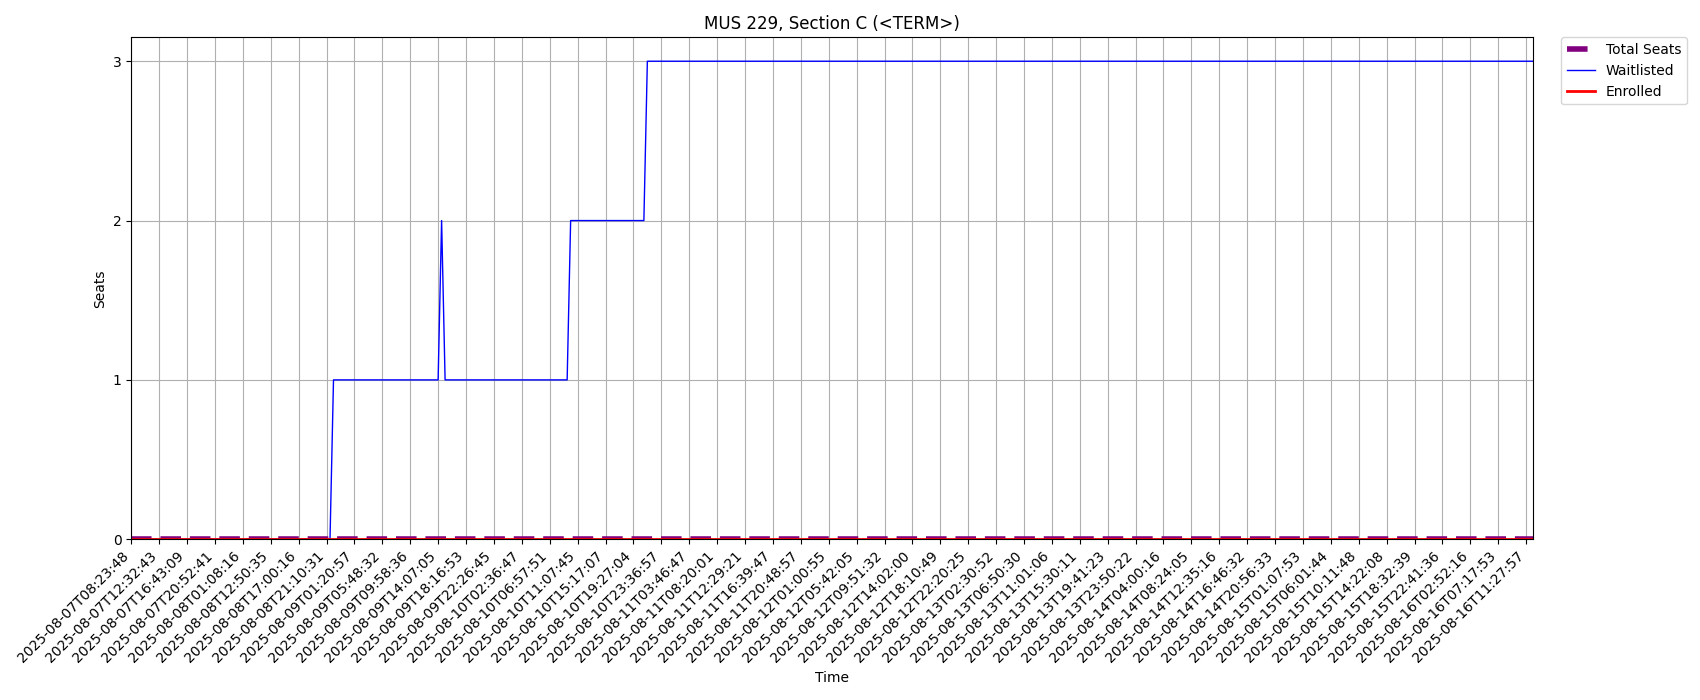 MUS 229, Section C (<TERM>)
Total Seats
Waitlisted
Enrolled
3
2
1
0
Seats
2025-08-07T08:23:48
2025-08-07T12:32:43
2025-08-07T16:43:09
2025-08-07T20:52:41
2025-08-08T01:08:16
2025-08-08T12:50:35
2025-08-08T17:00:16
2025-08-08T21:10:31
2025-08-09T01:20:57
2025-08-09T05:48:32
2025-08-09T09:58:36
2025-08-09T14:07:05
2025-08-09T18:16:53
2025-08-09T22:26:45
2025-08-10T02:36:47
2025-08-10T06:57:51
2025-08-10T11:07:45
2025-08-10T15:17:07
2025-08-10T19:27:04
2025-08-10T23:36:57
2025-08-11T03:46:47
2025-08-11T08:20:01
2025-08-11T12:29:21
2025-08-11T16:39:47
2025-08-11T20:48:57
2025-08-12T01:00:55
2025-08-12T05:42:05
2025-08-12T09:51:32
2025-08-12T14:02:00
2025-08-12T18:10:49
2025-08-12T22:20:25
2025-08-13T02:30:52
2025-08-13T06:50:30
2025-08-13T11:01:06
2025-08-13T15:30:11
2025-08-13T19:41:23
2025-08-13T23:50:22
2025-08-14T04:00:16
2025-08-14T08:24:05
2025-08-14T12:35:16
2025-08-14T16:46:32
2025-08-14T20:56:33
2025-08-15T01:07:53
2025-08-15T06:01:44
2025-08-15T10:11:48
2025-08-15T14:22:08
2025-08-15T18:32:39
2025-08-15T22:41:36
2025-08-16T02:52:16
2025-08-16T07:17:53
2025-08-16T11:27:57
Time